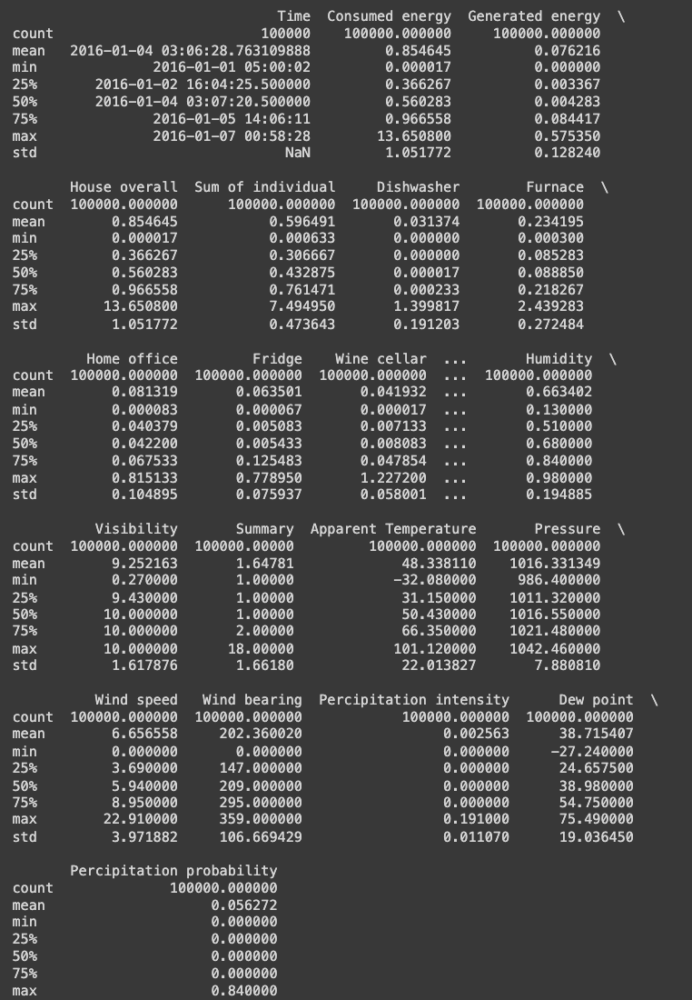 Time Consumed energy Generated energy \
count 100000 100000.000000 100000.000000
mean 2016-01-04 03:06:28.763109888 0.854645 0.076216
min 2016-01-01 05:00:02 0.000017 0.000000
25% 2016-01-02 16:04:25.500000 0.366267 0.003367
50% 2016-01-04 03:07:20.500000 0.560283 0.004283
75% 2016-01-05 14:06:11 0.966558 0.084417
max 2016-01-07 00:58:28 13.650800 0.575350
std NaN 1.051772 0.128240
House overall Sum of individual Dishwasher Furnace \
count 100000.000000 100000.000000 100000.000000 100000.000000
mean 0.854645 0.596491 0.031374 0.234195
min 0.000017 0.000633 0.000000 0.000300
25% 0.366267 0.306667 0.000000 0.085283
50% 0.560283 0.432875 0.000017 0.088850
75% 0.966558 0.761471 0.000233 0.218267
max 13.650800 7.494950 1.399817 2.439283
std 1.051772 0.473643 0.191203 0.272484
Home office Fridge Wine cellar ... Humidity \
count 100000.000000 100000.000000 100000.000000 ... 100000.000000
mean 0.081319 0.063501 0.041932 ... 0.663402
min 0.000083 0.000067 0.000017 ... 0.130000
25% 0.040379 0.005083 0.007133 ... 0.510000
50% 0.042200 0.005433 0.008083 ... 0.680000
75% 0.067533 0.125483 0.047854 ... 0.840000
max 0.815133 0.778950 1.227200 ... 0.980000
std 0.104895 0.075937 0.058001 ... 0.194885
Visibility Summary Apparent Temperature Pressure \
count 100000.000000 100000.00000 100000.000000 100000.000000
mean 9.252163 1.64781 48.338110 1016.331349
min 0.270000 1.00000 -32.080000 986.400000
25% 9.430000 1.00000 31.150000 1011.320000
50% 10.000000 1.00000 50.430000 1016.550000
75% 10.000000 2.00000 66.350000 1021.480000
max 10.000000 18.00000 101.120000 1042.460000
std 1.617876 1.66180 22.013827 7.880810
Wind speed Wind bearing Percipitation intensity Dew point \
count 100000.000000 100000.000000 100000.000000 100000.000000
mean 6.656558 202.360020 0.002563 38.715407
min 0.000000 0.000000 0.000000 -27.240000
25% 3.690000 147.000000 0.000000 24.657500
50% 5.940000 209.000000 0.000000 38.980000
75% 8.950000 295.000000 0.000000 54.750000
max 22.910000 359.000000 0.191000 75.490000
std 3.971882 106.669429 0.011070 19.036450
Percipitation probability
count 100000.000000
mean 0.056272
min 0.000000
25% 0.000000
50% 0.000000
75% 0.000000
max 0.840000